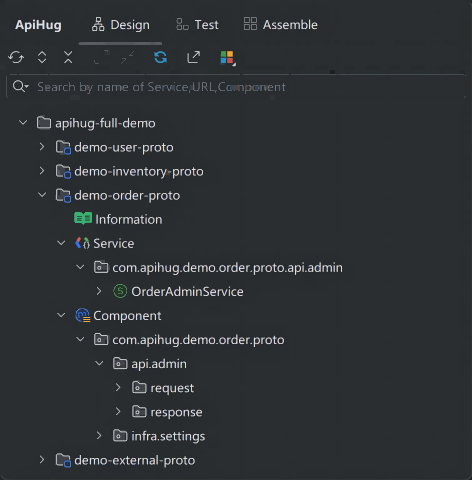 ApiHug Design Test Assemble
Search by name of Service/URL,Component
apihug-full-demo
demo-user-proto
demo-inventory-proto
demo-order-proto
Information
Service
com.apihug.demo.order.proto.api.admin
OrderAdminService
Component
com.apihug.demo.order.proto
api.admin
request
response
infra.settings
demo-external-proto